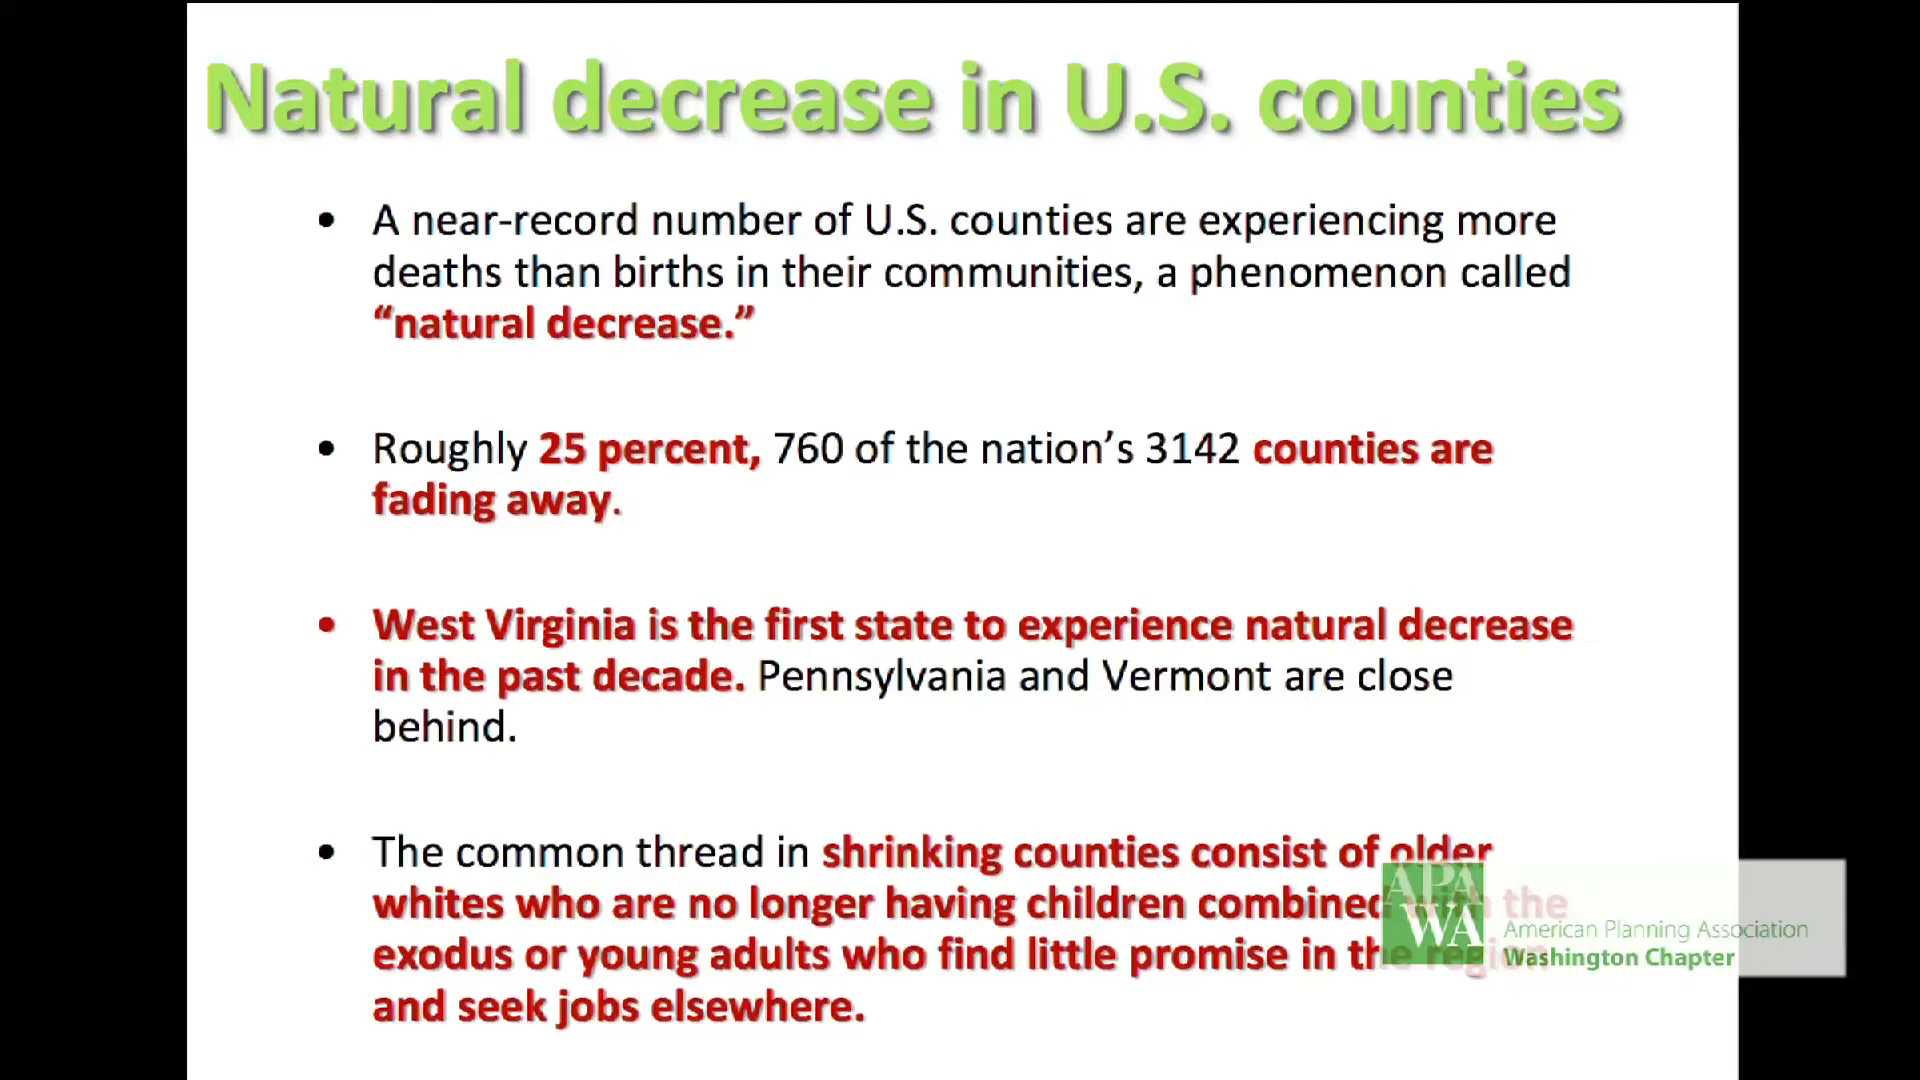 Natural decrease in U.S. counties
• A near-record number of U.S. counties are experiencing more
deaths than births in their communities, a phenomenon called
“natural decrease.”
• Roughly 25 percent, 760 of the nation’s 3142 counties are
fading away.
• West Virginia is the first state to experience natural decrease
in the past decade. Pennsylvania and Vermont are close
behind.
• The common thread in shrinking counties consist of older
whites who are no longer having children combined with the
exodus or young adults who find little promise in the region
and seek jobs elsewhere.
APA
WA
American Planning Association
Washington Chapter